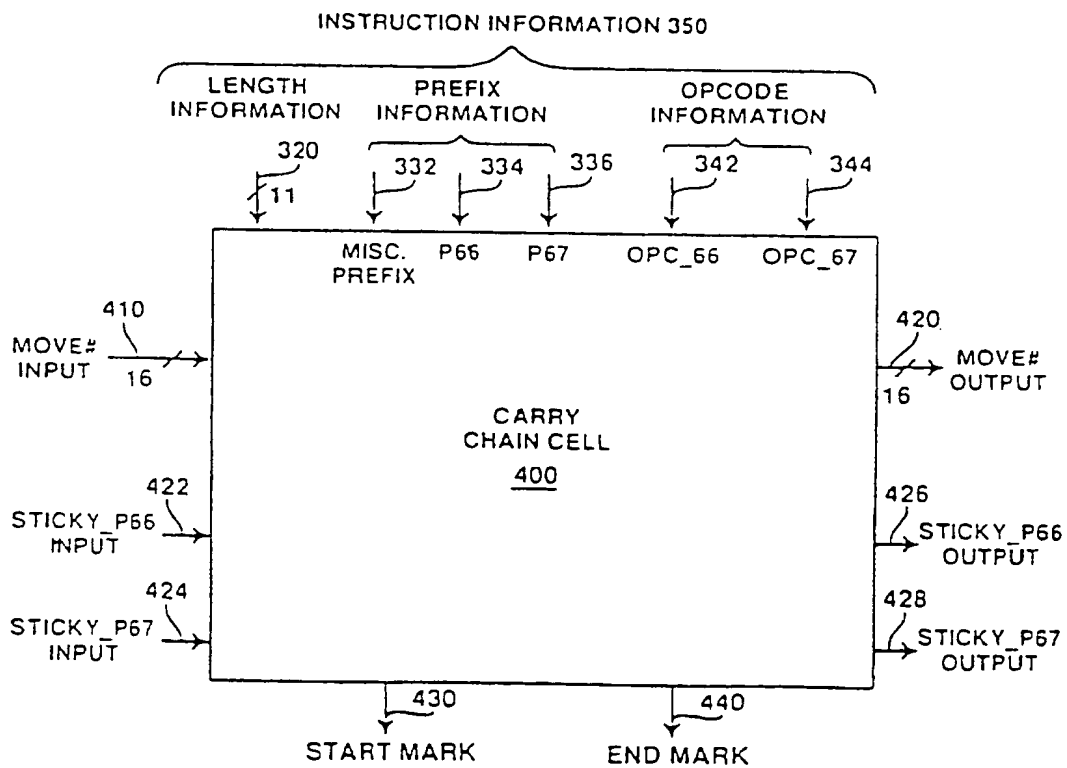 INSTRUCTION INFORMATION 350
LENGTH INFORMATION
PREFIX INFORMATION
OPCODE INFORMATION
320
11
332
334
336
342
344
MISC. PREFIX
P66
P67
OPC_66
OPC_67
410
MOVE# INPUT
16
420
MOVE# OUTPUT
16
CARRY
CHAIN CELL
400
422
STICKY_P66 INPUT
426
STICKY_P66 OUTPUT
424
STICKY_P67 INPUT
428
STICKY_P67 OUTPUT
430
START MARK
440
END MARK